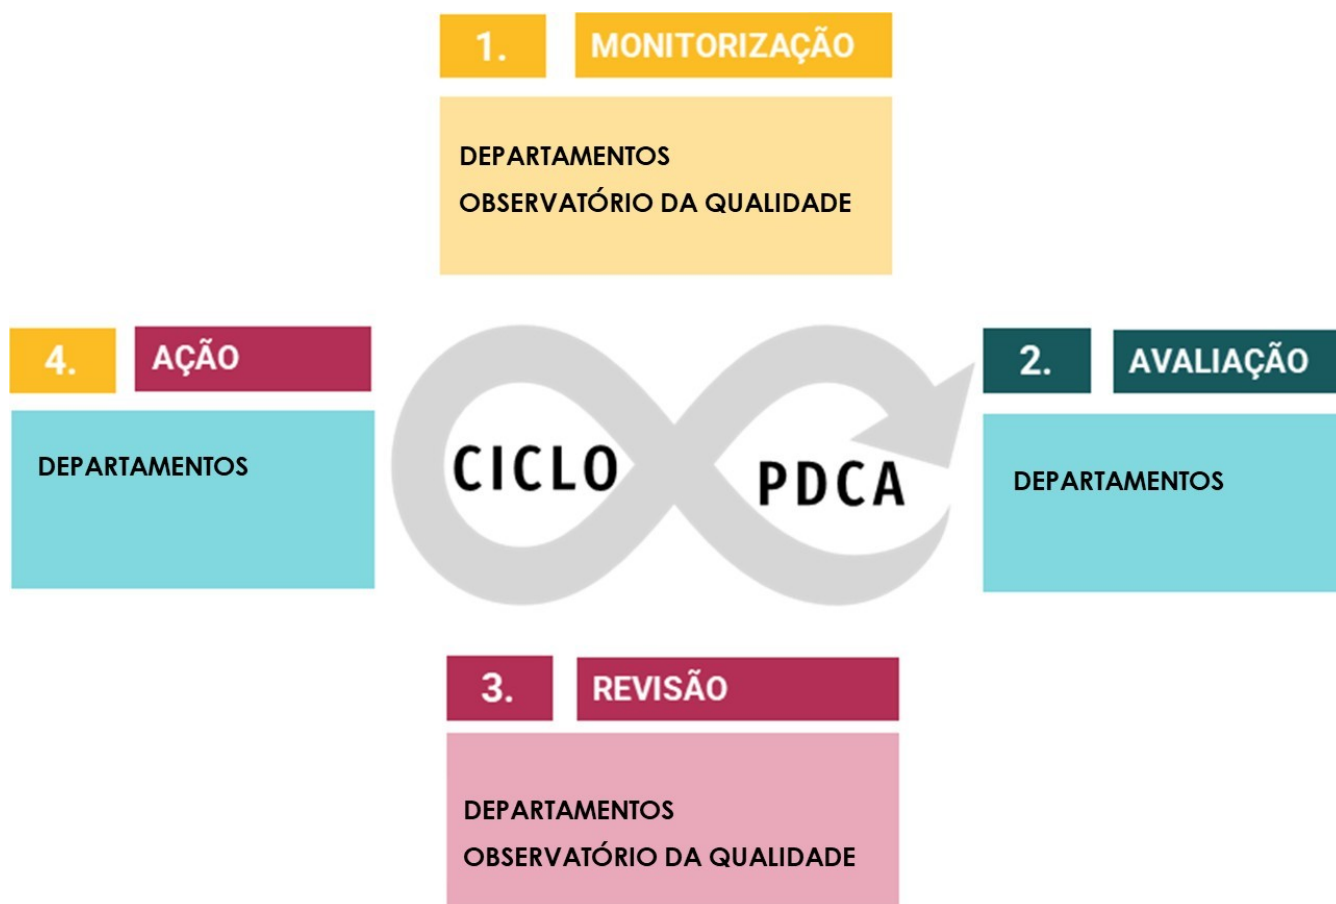 1. MONITORIZAÇÃO
DEPARTAMENTOS
OBSERVATÓRIO DA QUALIDADE
4. AÇÃO
DEPARTAMENTOS
CICLO PDCA
2. AVALIAÇÃO
DEPARTAMENTOS
3. REVISÃO
DEPARTAMENTOS
OBSERVATÓRIO DA QUALIDADE